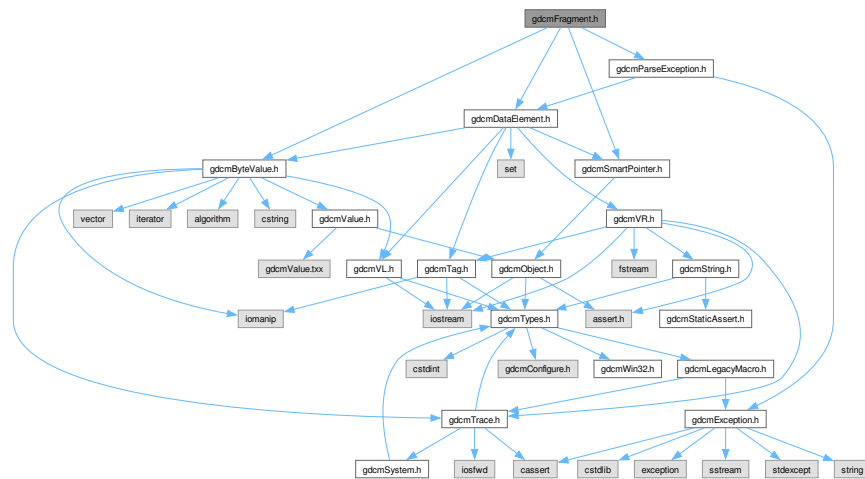 gdcmFragment.h
gdcmParseException.h
gdcmDataElement.h
gdcmByteValue.h
set
gdcmSmartPointer.h
vector
iterator
algorithm
cstring
gdcmValue.h
gdcmVR.h
gdcmValue.txx
gdcmVL.h
gdcmTag.h
gdcmObject.h
fstream
gdcmString.h
iomanip
iostream
gdcmTypes.h
assert.h
gdcmStaticAssert.h
cstdint
gdcmConfigure.h
gdcmWin32.h
gdcmLegacyMacro.h
gdcmTrace.h
gdcmException.h
gdcmSystem.h
iosfwd
cassert
cstdlib
exception
sstream
stdexcept
string